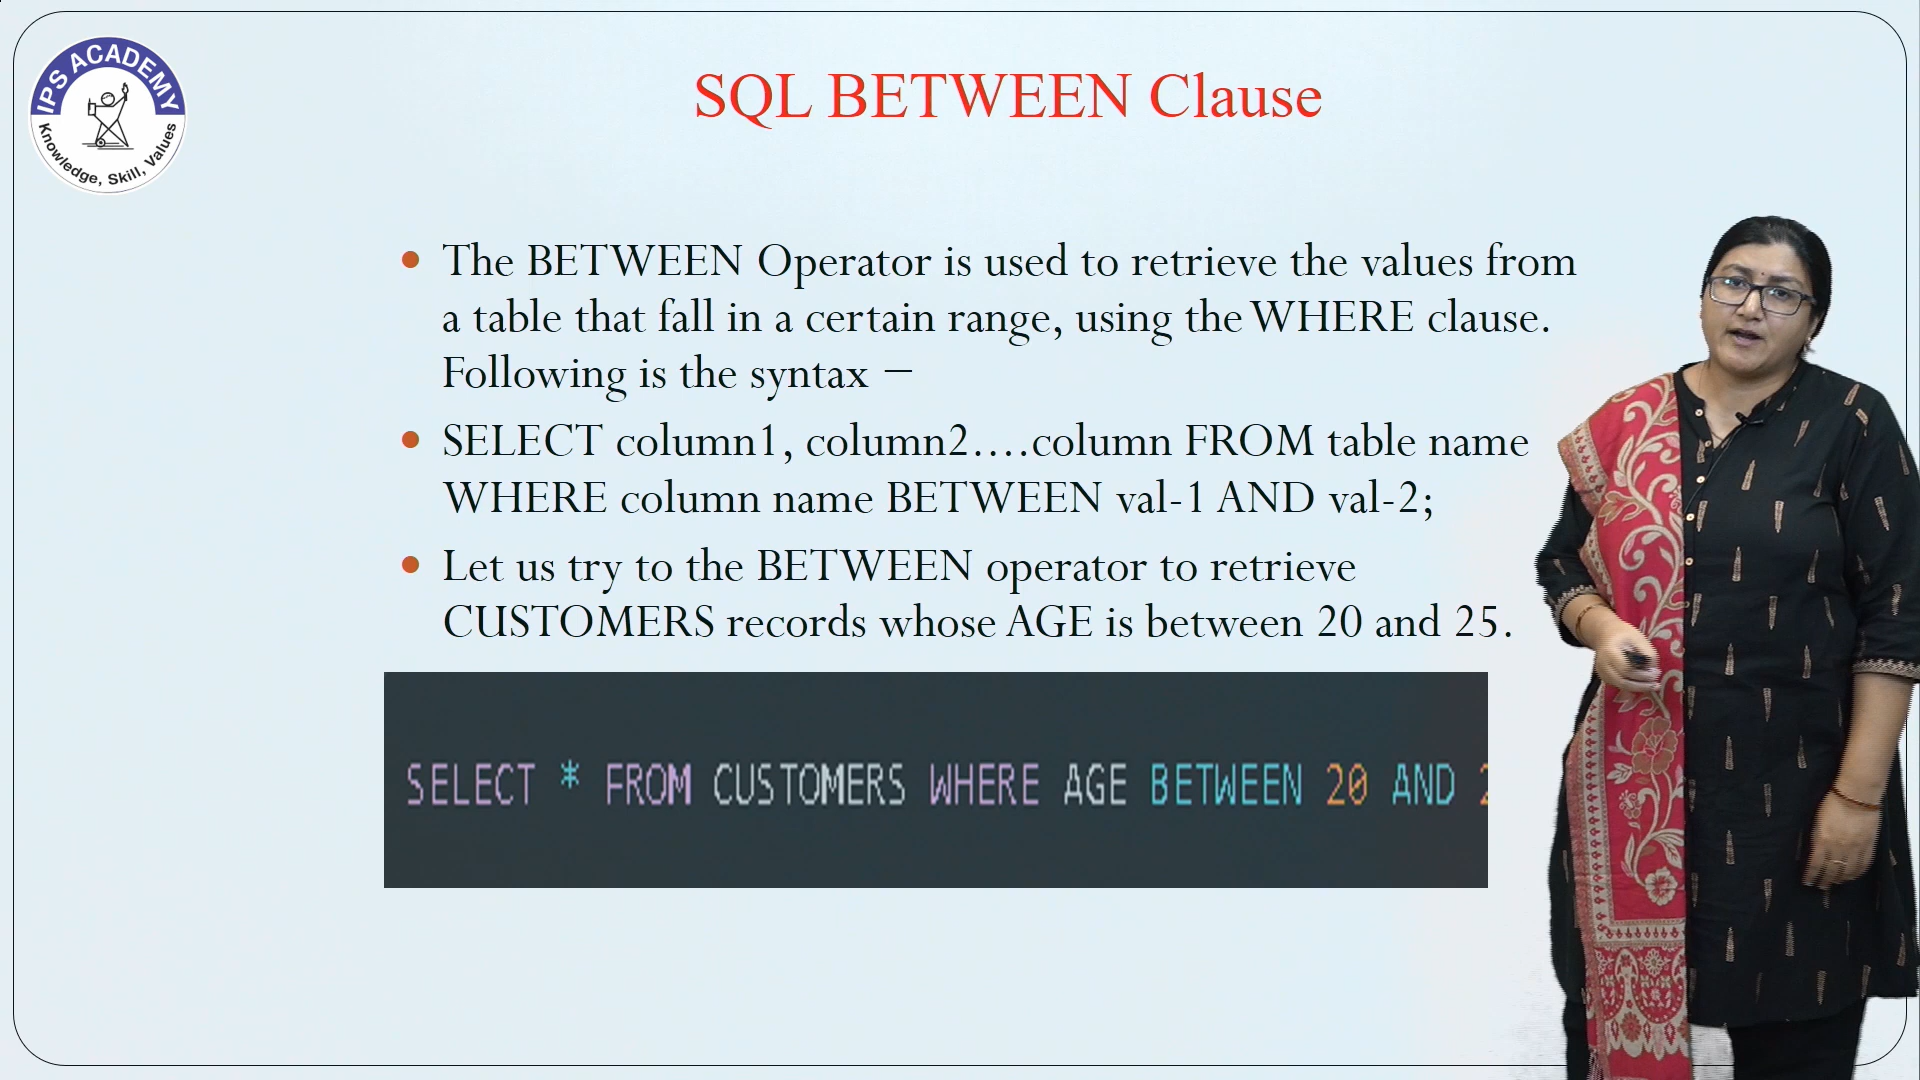 IPS ACADEMY
Knowledge, Skill, Values
SQL BETWEEN Clause
The BETWEEN Operator is used to retrieve the values from
a table that fall in a certain range, using the WHERE clause.
Following is the syntax −
SELECT column1, column2....column FROM table name
WHERE column name BETWEEN val-1 AND val-2;
Let us try to the BETWEEN operator to retrieve
CUSTOMERS records whose AGE is between 20 and 25.
SELECT * FROM CUSTOMERS WHERE AGE BETWEEN 20 AND